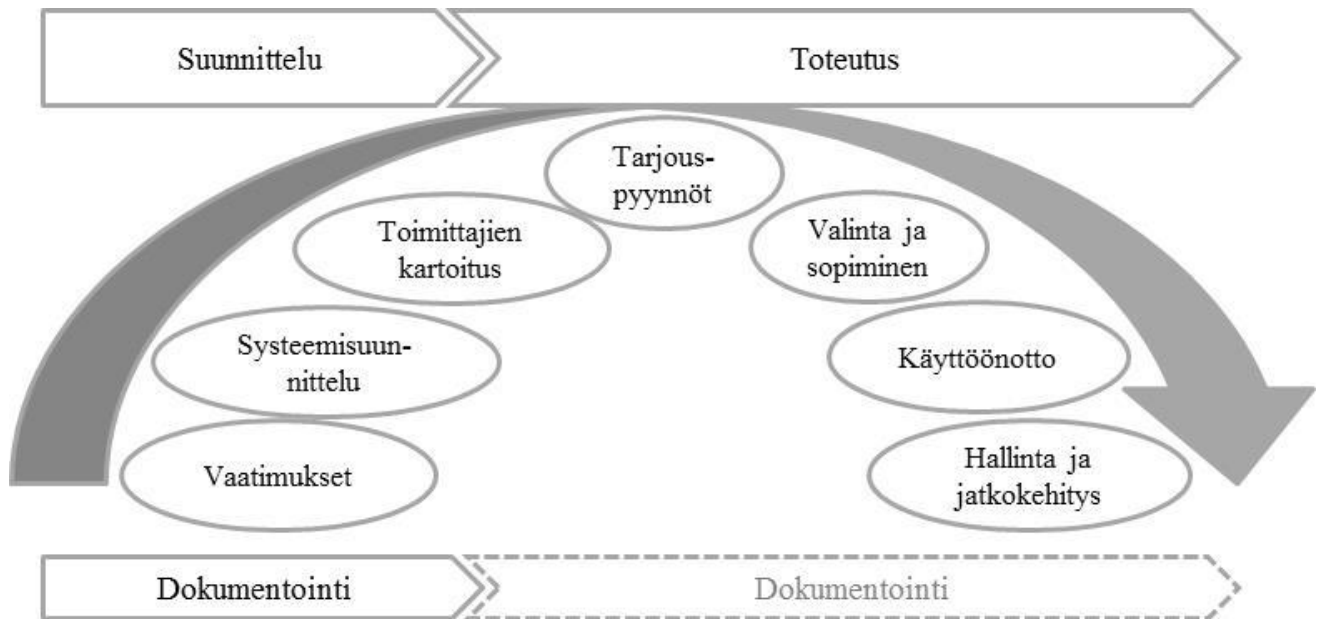 Suunnittelu
Toteutus
Tarjous-
pyynnöt
Toimittajien
kartoitus
Valinta ja
sopiminen
Systeemisuun-
nittelu
Käyttöönotto
Vaatimukset
Hallinta ja
jatkokehitys
Dokumentointi
Dokumentointi